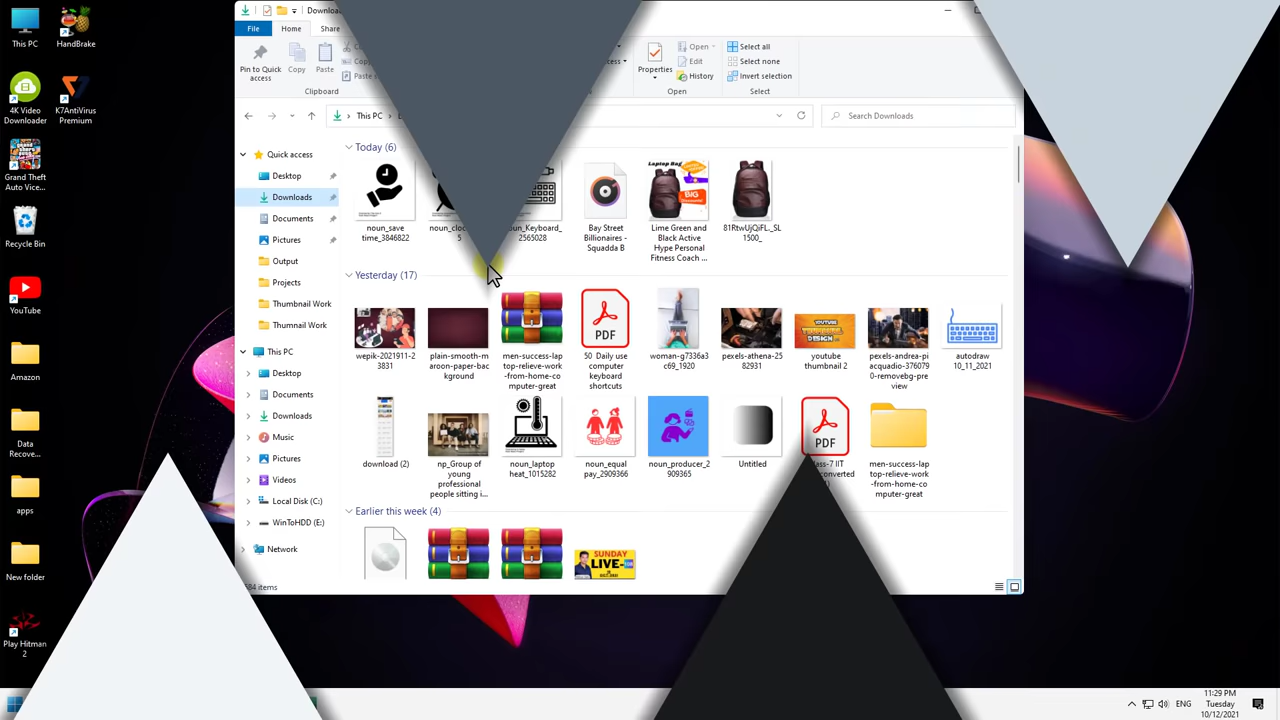 This PC
HandBrake
4K Video
Downloader
K7AntiVirus
Premium
Grand Theft
Auto Vice...
Recycle Bin
YouTube
Amazon
Data
Recove...
apps
New folder
Play Hitman
2
File
Home
Share
Pin to Quick
access
Copy
Paste
Clipboard
Properties
Open
Edit
History
Open
Select all
Select none
Invert selection
Select
This PC
Search Downloads
Quick access
Desktop
Downloads
Documents
Pictures
Output
Projects
Thumbnail Work
Thumnail Work
This PC
Desktop
Documents
Downloads
Music
Pictures
Videos
Local Disk (C:)
WinToHDD (E:)
Network
Today (6)
noun_save
time_3846822
Bay Street
Billionaires -
Squadda B
Laptop Bag
BIG
Lime Green and
Black Active
Hype Personal
Fitness Coach ...
81RtwUjQiFL._SL
1500_
Yesterday (17)
wepik-2021911-2
3831
plain-smooth-m
aroon-paper-bac
kground
men-success-lap
top-relieve-work
-from-home-co
mputer-great
PDF
50 Daily use
computer
keyboard
shortcuts
woman-g7336a3
c69_1920
pexels-athena-25
82931
YOUTUBE
DESIGN
youtube
thumbnail 2
pexels-andrea-pi
acquadio-376079
0-removebg-pre
view
autodraw
10_11_2021
download (2)
np_Group of
young
professional
people sitting i...
noun_laptop
heat_1015282
noun_equal
pay_2909366
noun_producer_2
909365
Untitled
PDF
men-success-lap
top-relieve-work
-from-home-co
mputer-great
Earlier this week (4)
SUNDAY
LIVE
ENG
11:29 PM
Tuesday
10/12/2021